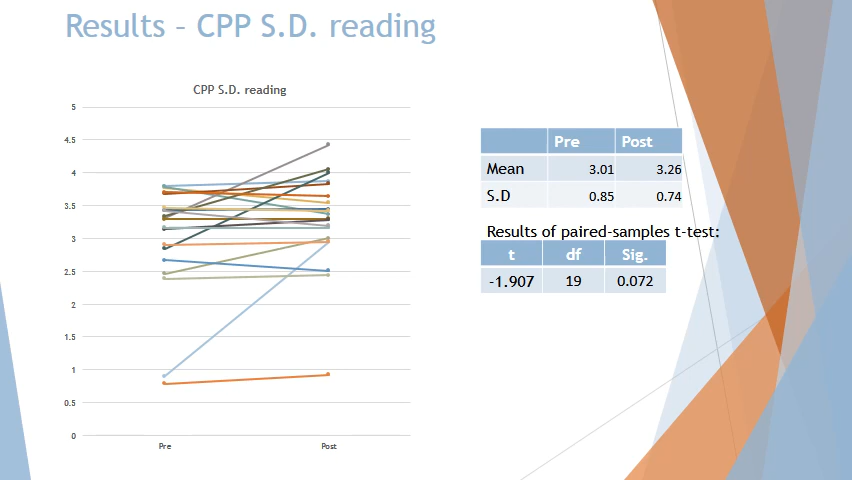 Results - CPP S.D. reading
CPP S.D. reading
5
4.5
4
3.5
3
2.5
2
1.5
1
0.5
0
Pre Post
Pre Post
Mean 3.01 3.26
S.D 0.85 0.74
Results of paired-samples t-test:
t df Sig.
-1.907 19 0.072